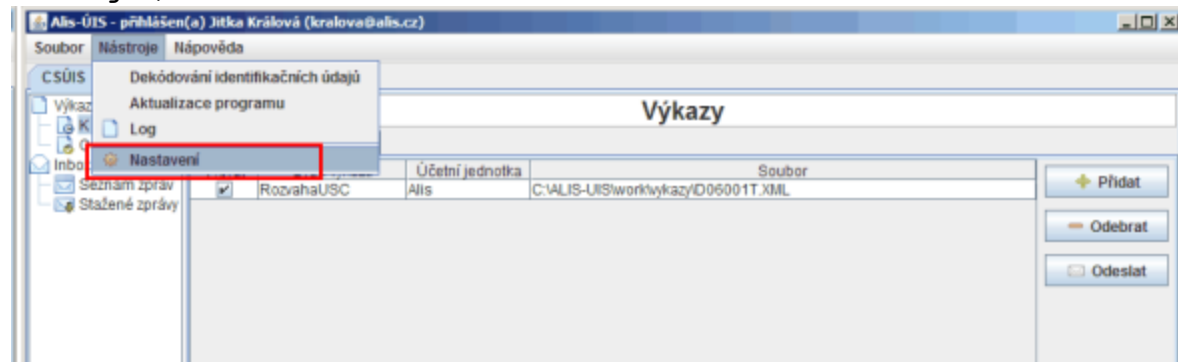 Alis-ÚIS - přihlášen(a) Jitka Králová (kralova@alis.cz)
Soubor Nástroje Nápověda
CSÚIS
Dekódování identifikačních údajů
Aktualizace programu
Log
Nastavení
Výkazy
Účetní jednotka Soubor
RozvahaUSC Alis C:\ALIS-UIS\work\vykazy\D06001T.XML
Seznam zpráv
Stažené zprávy
Přidat
Odebrat
Odeslat